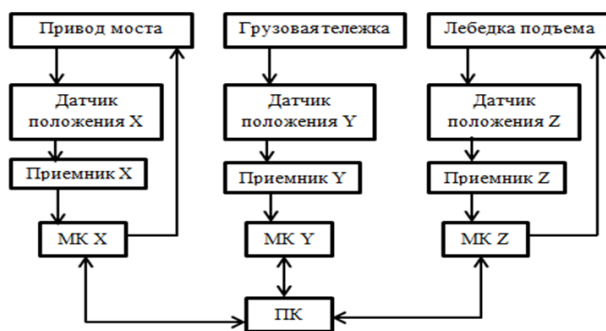 Привод моста
Грузовая тележка
Лебедка подъема
Датчик
положения X
Датчик
положения Y
Датчик
положения Z
Приемник X
Приемник Y
Приемник Z
МК X
МК Y
МК Z
ПК